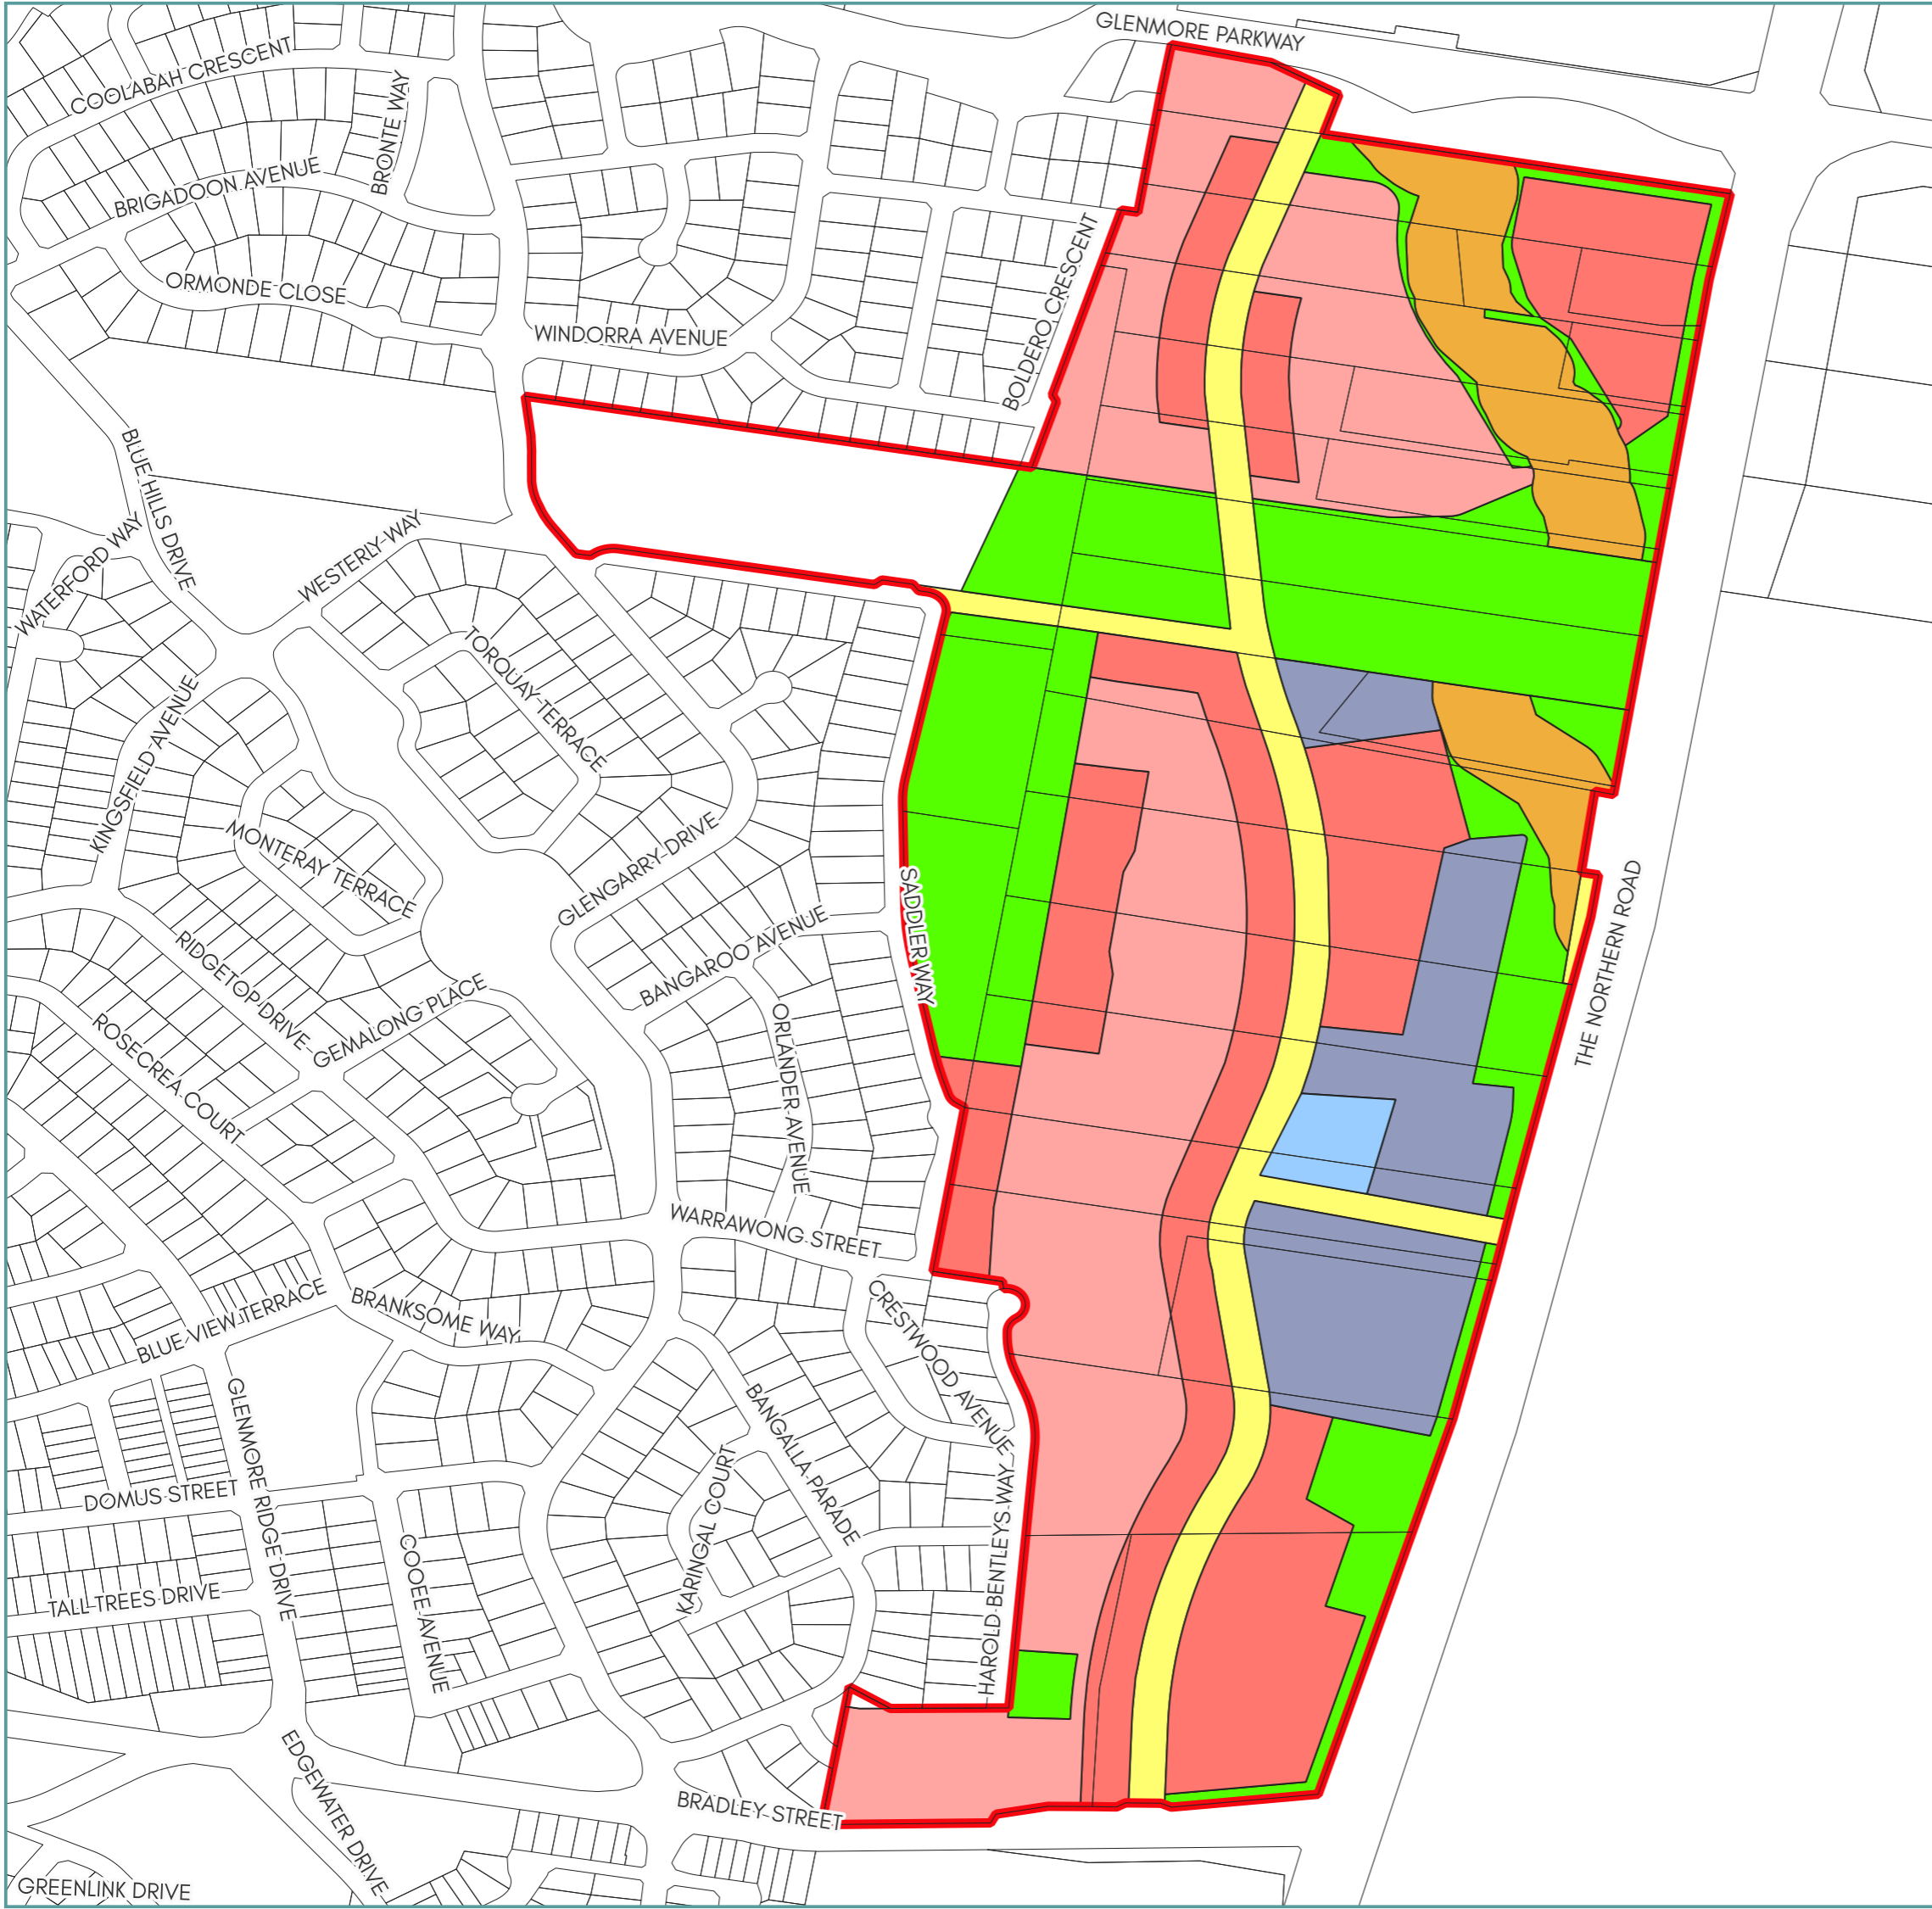 GLENMORE PARKWAY
COOLABAH CRESCENT
BRONTE WAY
BRIGADOON AVENUE
ORMONDE CLOSE
WINDORRA AVENUE
BOLDERO CRESCENT
BLUE HILLS DRIVE
WATERFORD WAY
WESTERLY WAY
TORQUAY TERRACE
KINGSFIELD AVENUE
MONTERAY TERRACE
GLENGARRY DRIVE
SADDLER WAY
THE NORTHERN ROAD
BANGAROO AVENUE
RIDGETOP DRIVE
GEMALONG PLACE
ROSECREA COURT
ORLANDER AVENUE
WARRAWONG STREET
BLUE VIEW TERRACE
BRANKSOME WAY
CRESTWOOD AVENUE
GLENMORE RIDGE DRIVE
BANGALLA PARADE
KARINGAL COURT
HAROLD BENTLEYS WAY
DOMUS STREET
COOEE AVENUE
TALL TREES DRIVE
EDGEWATER DRIVE
BRADLEY STREET
GREENLINK DRIVE